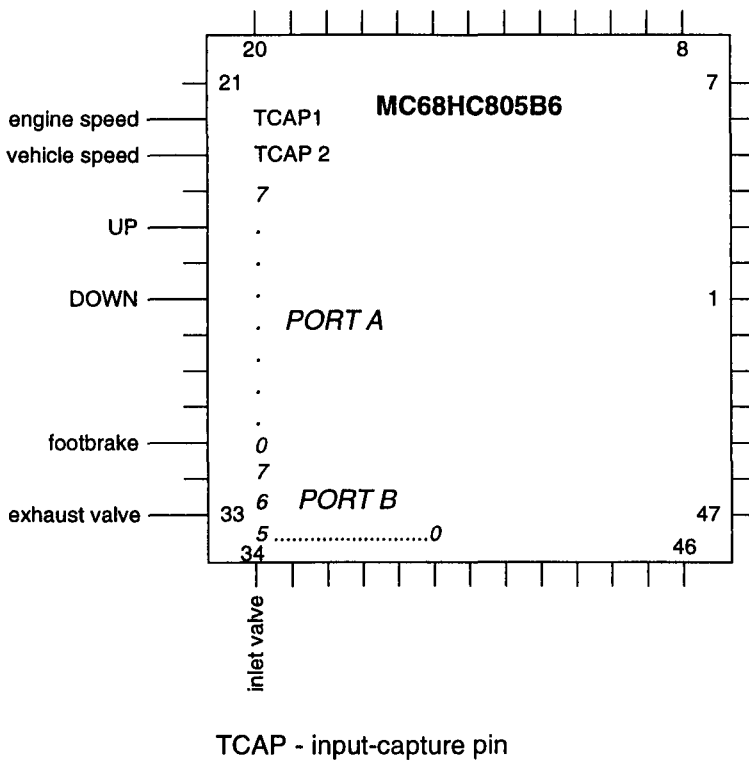 20
8
21
7
MC68HC805B6
engine speed
TCAP1
vehicle speed
TCAP 2
7
UP
.
.
DOWN
.
1
.
PORT A
.
.
.
footbrake
0
7
6
PORT B
exhaust valve
33
47
5 ........................0
34
46
inlet valve
TCAP - input-capture pin